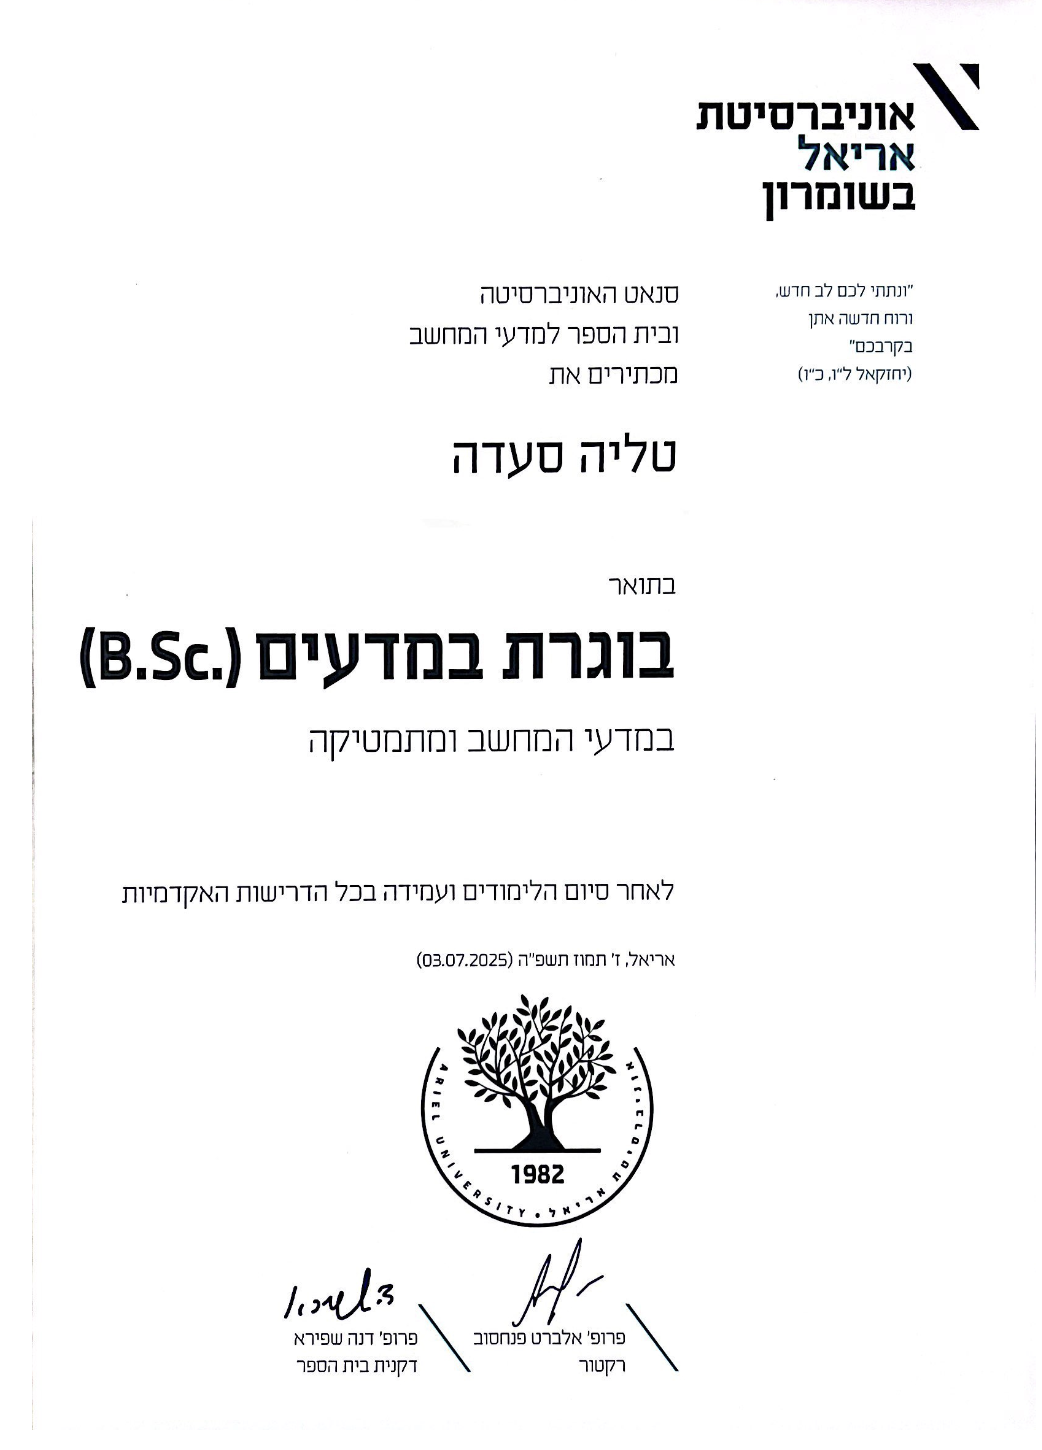 אוניברסיטת
אריאל
בשומרון
"ונתתי לכם לב חדש,
ורוח חדשה אתן
בקרבכם"
(יחזקאל ל"ו, כ"ו)
סנאט האוניברסיטה
ובית הספר למדעי המחשב
מכתירים את
טליה סעדה
בתואר
בוגרת במדעים (B.Sc.)
במדעי המחשב ומתמטיקה
לאחר סיום הלימודים ועמידה בכל הדרישות האקדמיות
אריאל, ז' תמוז תשפ"ה (03.07.2025)
ARIEL UNIVERSITY • אוניברסיטת אריאל
1982
פרופ' אלברט פנחסוב
רקטור
פרופ' דנה שפירא
דקנית בית הספר